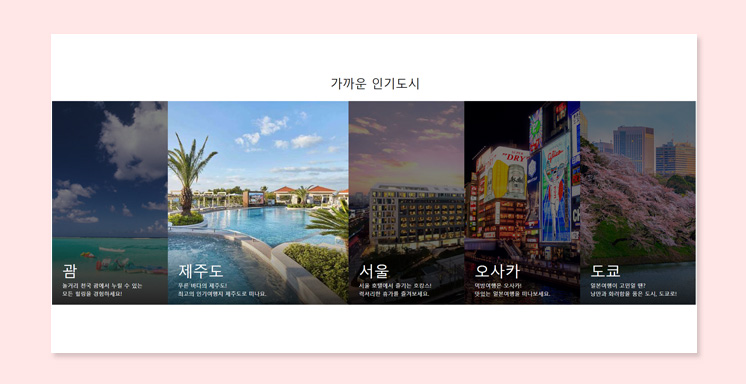 가까운 인기도시
괌
놀거리 천국 괌에서 누릴 수 있는
모든 힐링을 경험하세요!
제주도
푸른 바다의 제주도!
최고의 인기여행지 제주도로 떠나요.
서울
서울 호텔에서 즐기는 호캉스!
럭셔리한 휴가를 즐겨보세요.
오사카
먹방여행은 오사카!
맛있는 일본여행을 떠나보세요.
도쿄
일본여행이 고민일 땐?
낭만과 화려함을 품은 도시, 도쿄로!
"DRY"